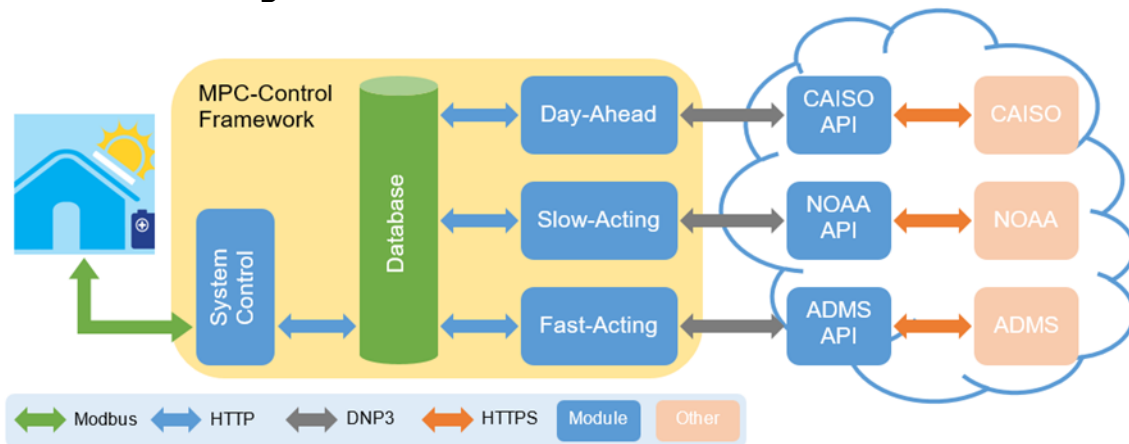 MPC-Control
Framework
Day-Ahead
CAISO
API
CAISO
Database
Slow-Acting
NOAA
API
NOAA
System
Control
Fast-Acting
ADMS
API
ADMS
Modbus
HTTP
DNP3
HTTPS
Module
Other